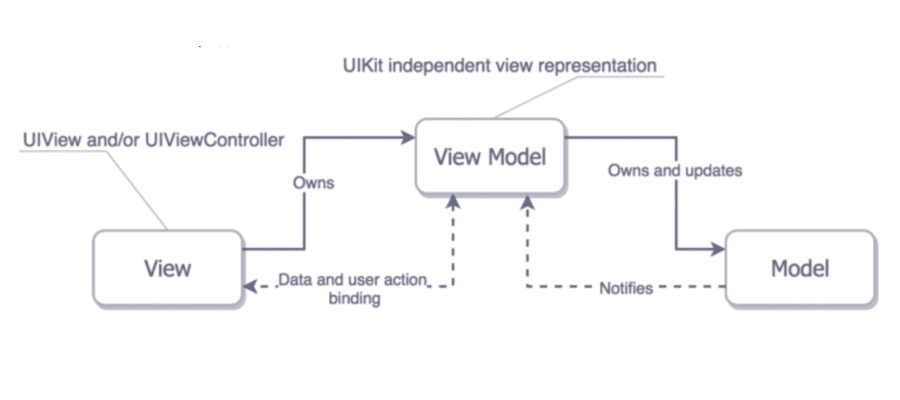 UIKit independent view representation
UIView and/or UIViewController
View Model
Owns and updates
Owns
View
Model
Data and user action
binding
Notifies